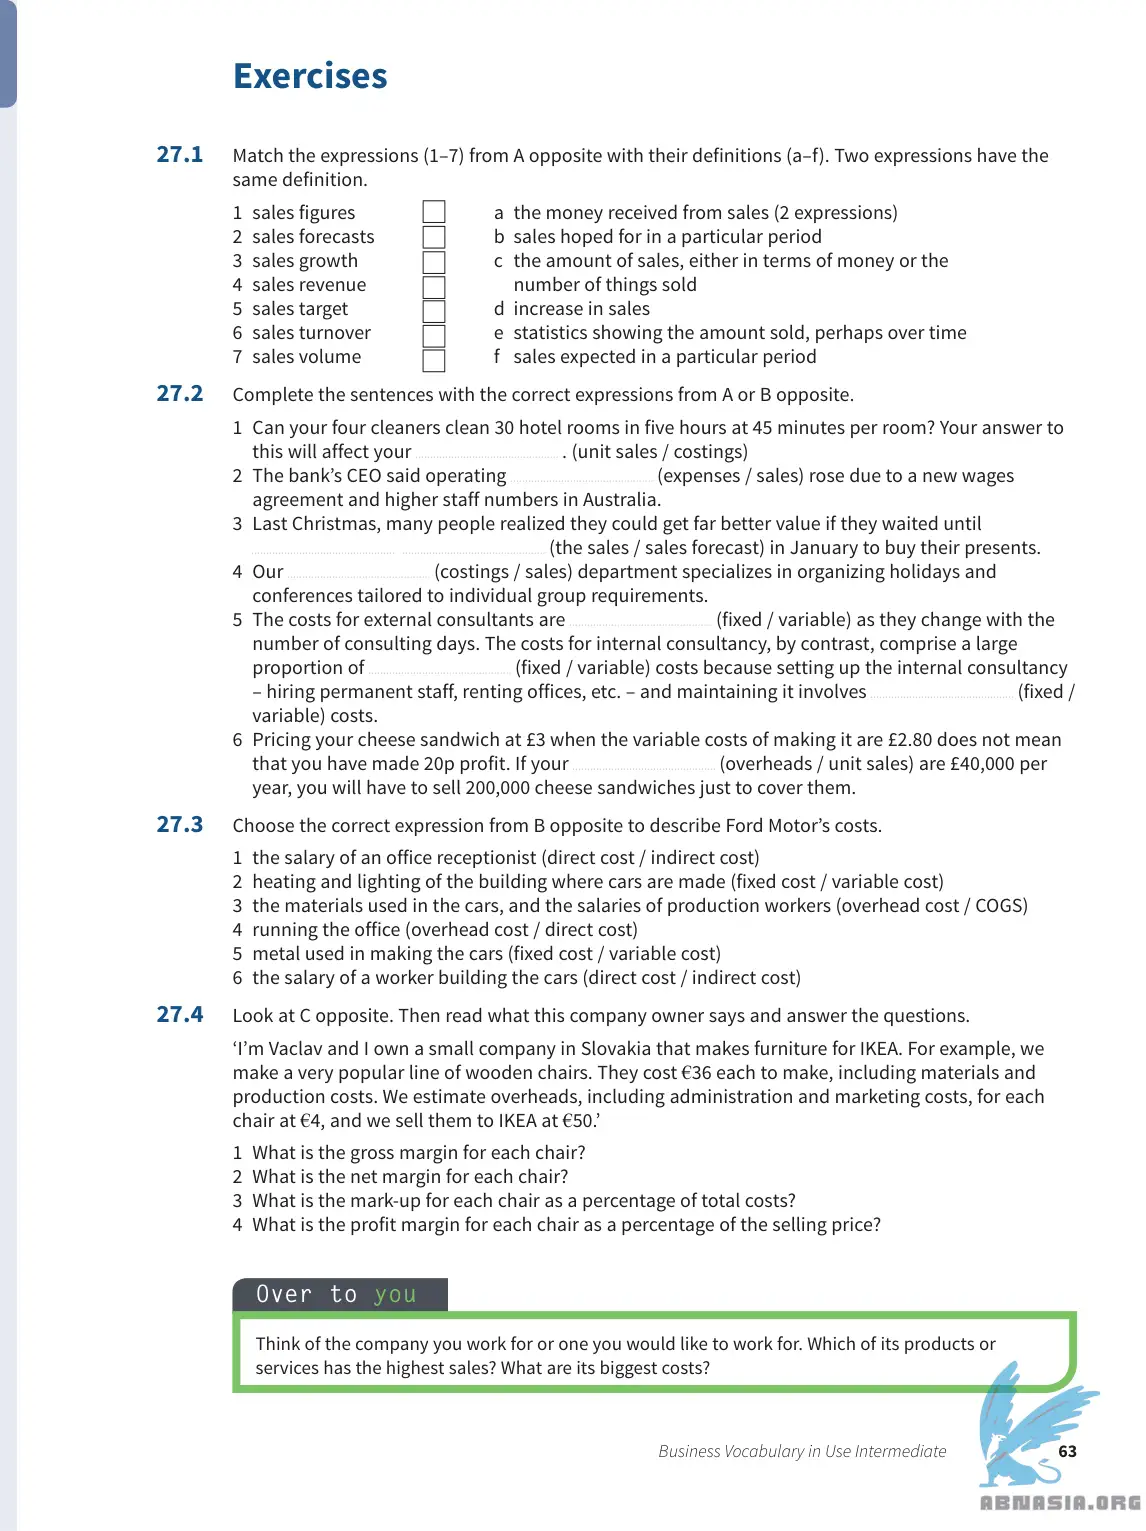 Exercises
27.1 Match the expressions (1–7) from A opposite with their definitions (a–f). Two expressions have the
same definition.
1 sales figures
2 sales forecasts
3 sales growth
4 sales revenue
5 sales target
6 sales turnover
7 sales volume
a the money received from sales (2 expressions)
b sales hoped for in a particular period
c the amount of sales, either in terms of money or the
number of things sold
d increase in sales
e statistics showing the amount sold, perhaps over time
f sales expected in a particular period
27.2 Complete the sentences with the correct expressions from A or B opposite.
1 Can your four cleaners clean 30 hotel rooms in five hours at 45 minutes per room? Your answer to
this will affect your ........................ . (unit sales / costings)
2 The bank’s CEO said operating ........................ (expenses / sales) rose due to a new wages
agreement and higher staff numbers in Australia.
3 Last Christmas, many people realized they could get far better value if they waited until
........................ ........................ (the sales / sales forecast) in January to buy their presents.
4 Our ........................ (costings / sales) department specializes in organizing holidays and
conferences tailored to individual group requirements.
5 The costs for external consultants are ........................ (fixed / variable) as they change with the
number of consulting days. The costs for internal consultancy, by contrast, comprise a large
proportion of ........................ (fixed / variable) costs because setting up the internal consultancy
– hiring permanent staff, renting offices, etc. – and maintaining it involves ........................ (fixed /
variable) costs.
6 Pricing your cheese sandwich at £3 when the variable costs of making it are £2.80 does not mean
that you have made 20p profit. If your ........................ (overheads / unit sales) are £40,000 per
year, you will have to sell 200,000 cheese sandwiches just to cover them.
27.3 Choose the correct expression from B opposite to describe Ford Motor’s costs.
1 the salary of an office receptionist (direct cost / indirect cost)
2 heating and lighting of the building where cars are made (fixed cost / variable cost)
3 the materials used in the cars, and the salaries of production workers (overhead cost / COGS)
4 running the office (overhead cost / direct cost)
5 metal used in making the cars (fixed cost / variable cost)
6 the salary of a worker building the cars (direct cost / indirect cost)
27.4 Look at C opposite. Then read what this company owner says and answer the questions.
‘I’m Vaclav and I own a small company in Slovakia that makes furniture for IKEA. For example, we
make a very popular line of wooden chairs. They cost €36 each to make, including materials and
production costs. We estimate overheads, including administration and marketing costs, for each
chair at €4, and we sell them to IKEA at €50.’
1 What is the gross margin for each chair?
2 What is the net margin for each chair?
3 What is the mark-up for each chair as a percentage of total costs?
4 What is the profit margin for each chair as a percentage of the selling price?
Over to you
Think of the company you work for or one you would like to work for. Which of its products or
services has the highest sales? What are its biggest costs?
Business Vocabulary in Use Intermediate 63
ABNASIA.ORG